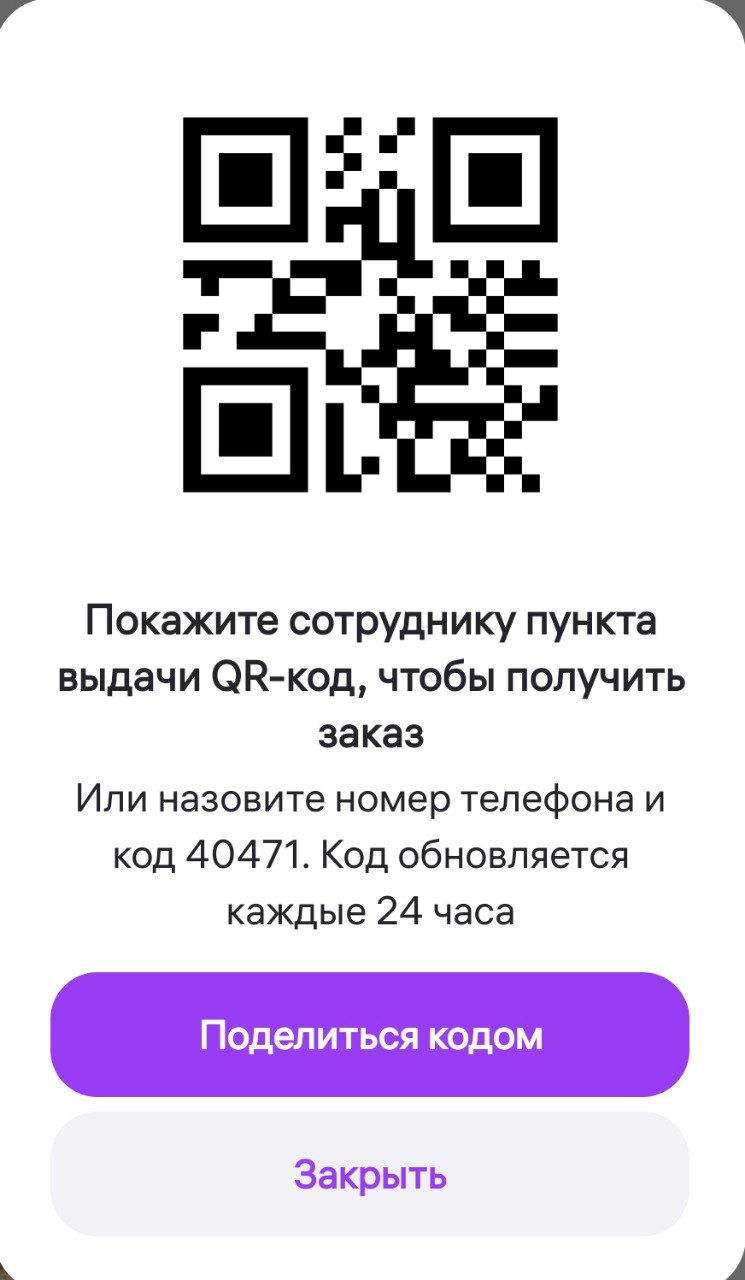 Покажите сотруднику пункта
выдачи QR-код, чтобы получить
заказ
Или назовите номер телефона и
код 40471. Код обновляется
каждые 24 часа
Поделиться кодом
Закрыть